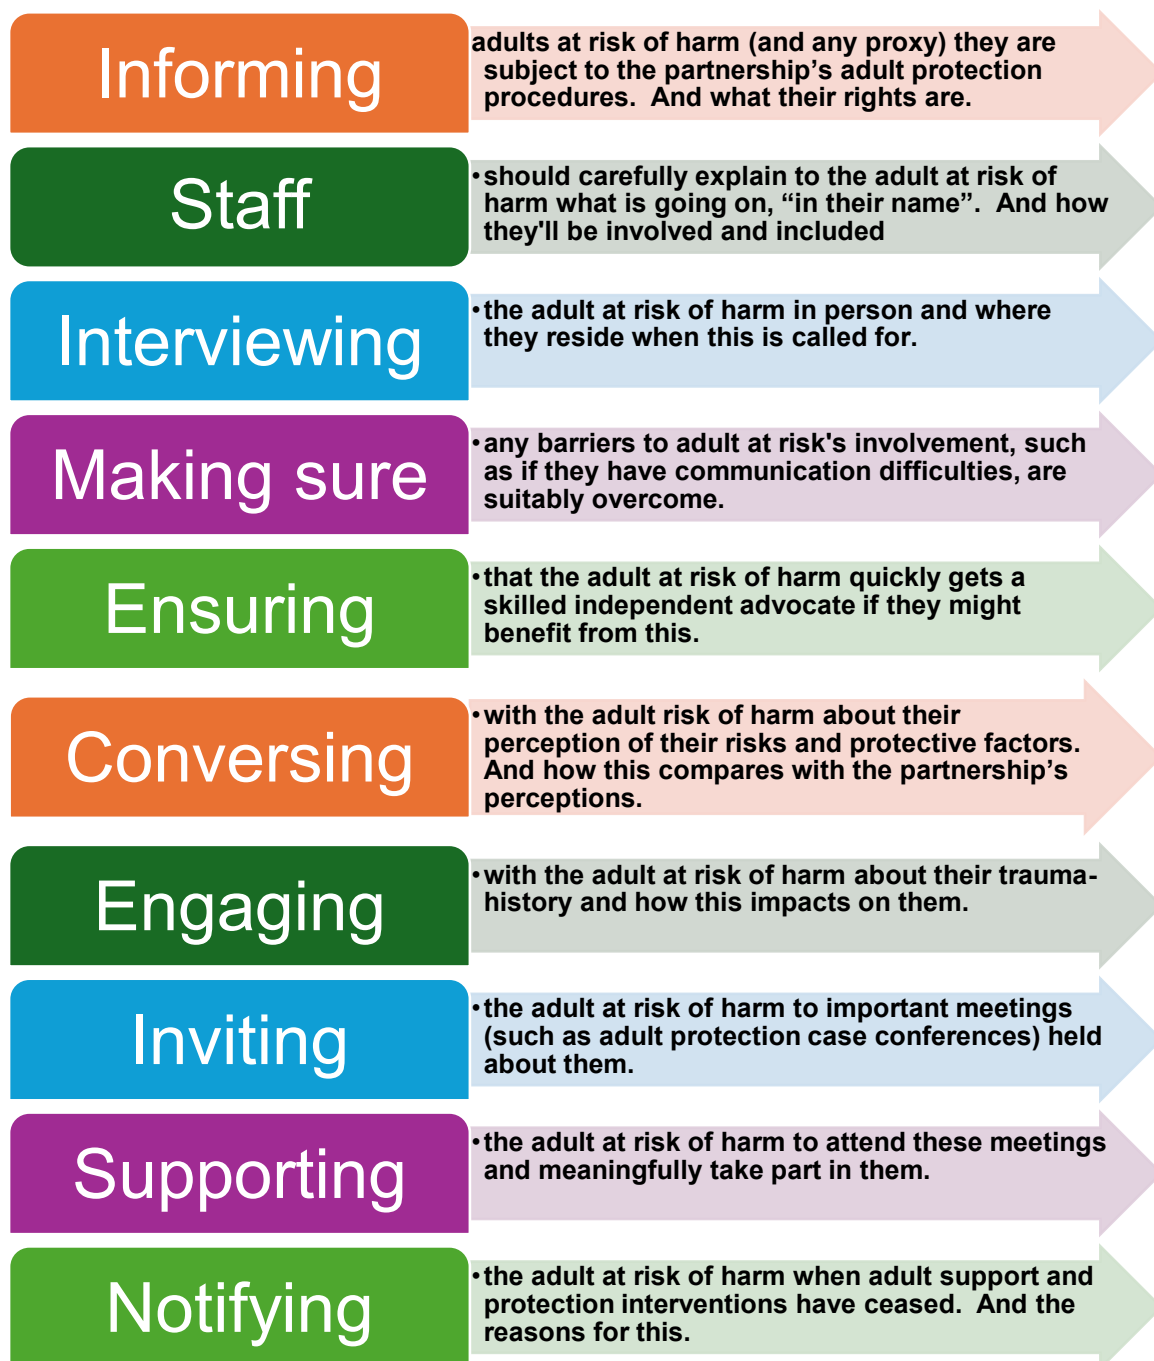 Informing
adults at risk of harm (and any proxy) they are
subject to the partnership’s adult protection
procedures.  And what their rights are.
Staff
•should carefully explain to the adult at risk of
harm what is going on, “in their name”.  And how
they'll be involved and included
Interviewing
•the adult at risk of harm in person and where
they reside when this is called for.
Making sure
•any barriers to adult at risk's involvement, such
as if they have communication difficulties, are
suitably overcome.
Ensuring
•that the adult at risk of harm quickly gets a
skilled independent advocate if they might
benefit from this.
Conversing
•with the adult risk of harm about their
perception of their risks and protective factors.
And how this compares with the partnership’s
perceptions.
Engaging
•with the adult at risk of harm about their trauma-
history and how this impacts on them.
Inviting
•the adult at risk of harm to important meetings
(such as adult protection case conferences) held
about them.
Supporting
•the adult at risk of harm to attend these meetings
and meaningfully take part in them.
Notifying
•the adult at risk of harm when adult support and
protection interventions have ceased.  And the
reasons for this.